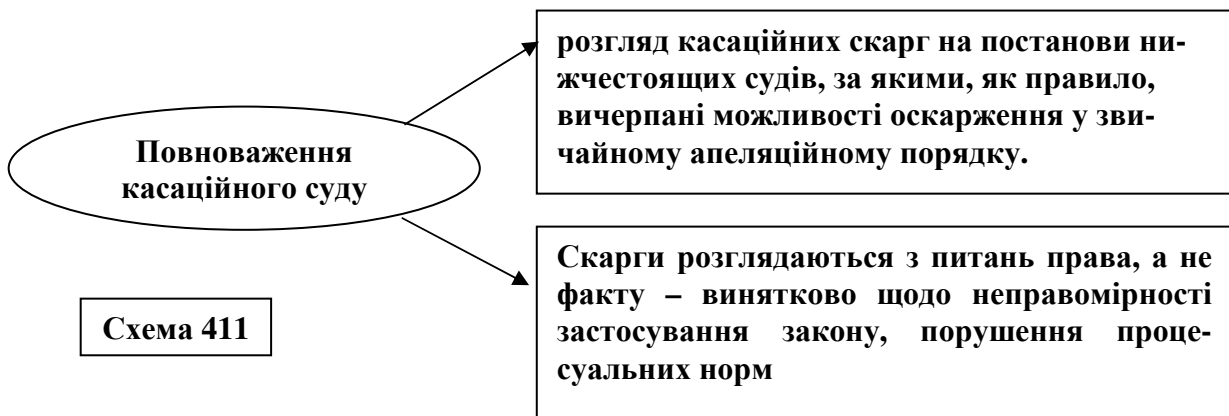 розгляд касаційних скарг на постанови ни-
жчестоящих судів, за якими, як правило,
вичерпані можливості оскарження у зви-
чайному апеляційному порядку.
Повноваження
касаційного суду
Скарги розглядаються з питань права, а не
факту – винятково щодо неправомірності
застосування закону, порушення проце-
суальних норм
Схема 411